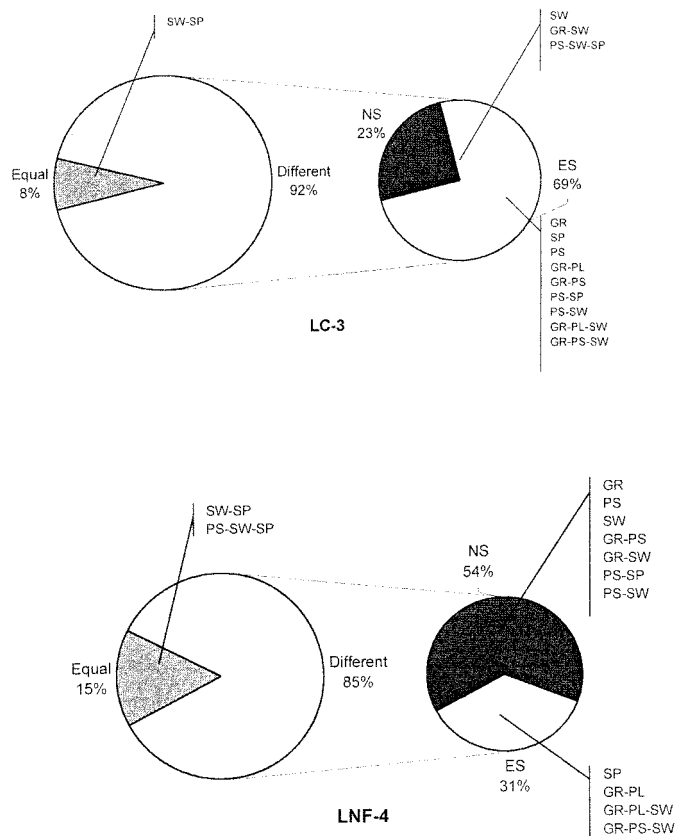 SW-SP
SW
GR-SW
PS-SW-SP
NS
23%
Equal
8%
Different
92%
ES
69%
GR
SP
PS
GR-PL
GR-PS
PS-SP
PS-SW
GR-PL-SW
GR-PS-SW
LC-3
SW-SP
PS-SW-SP
GR
PS
SW
GR-PS
GR-SW
PS-SP
PS-SW
NS
54%
Equal
15%
Different
85%
ES
31%
SP
GR-PL
GR-PL-SW
GR-PS-SW
LNF-4